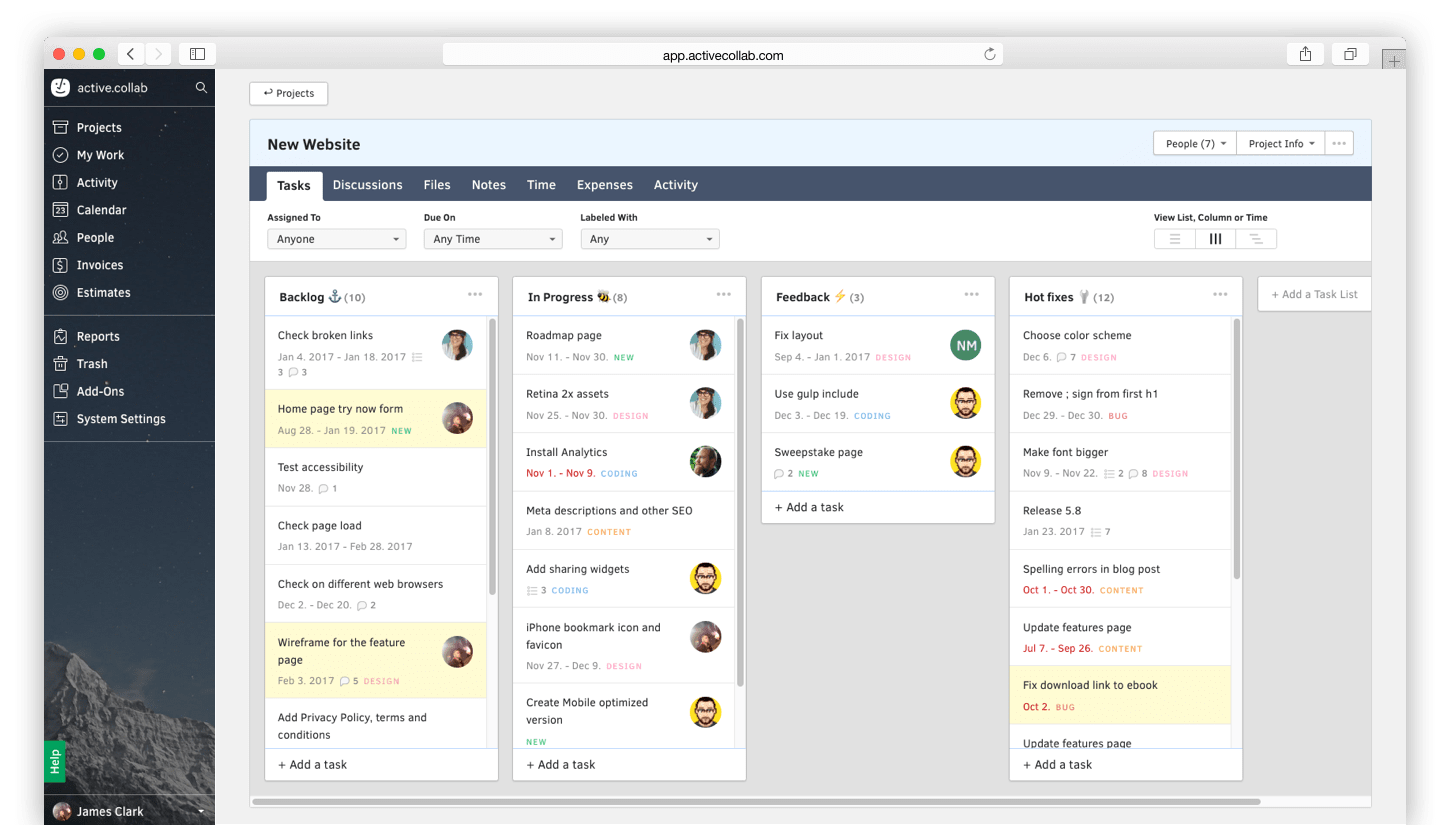 app.activecollab.com
active.collab
Projects
My Work
Activity
23
Calendar
People
Invoices
Estimates
Reports
Trash
Add-Ons
System Settings
Help
James Clark
Projects
New Website
People (7)
Project Info
Tasks
Discussions
Files
Notes
Time
Expenses
Activity
Assigned To
Anyone
Due On
Any Time
Labeled With
Any
View List, Column or Time
Backlog (10)
Check broken links
Jan 4. 2017 - Jan 18. 2017
3 3
Home page try now form
Aug 28. - Jan 19. 2017 NEW
Test accessibility
Nov 28. 1
Check page load
Jan 13. 2017 - Feb 28. 2017
Check on different web browsers
Dec 2. - Dec 20. 2
Wireframe for the feature
page
Feb 3. 2017 5 DESIGN
Add Privacy Policy, terms and
conditions
+ Add a task
In Progress (8)
Roadmap page
Nov 11. - Nov 30. NEW
Retina 2x assets
Nov 25. - Nov 30. DESIGN
Install Analytics
Nov 1. - Nov 9. CODING
Meta descriptions and other SEO
Jan 8. 2017 CONTENT
Add sharing widgets
3 CODING
iPhone bookmark icon and
favicon
Nov 27. - Dec 9. DESIGN
Create Mobile optimized
version
NEW
+ Add a task
Feedback (3)
Fix layout
Sep 4. - Jan 1. 2017 DESIGN
NM
Use gulp include
Dec 3. - Dec 19. CODING
Sweepstake page
2 NEW
+ Add a task
Hot fixes (12)
Choose color scheme
Dec 6. 7 DESIGN
Remove ; sign from first h1
Dec 29. - Dec 30. BUG
Make font bigger
Nov 9. - Nov 22. 2 8 DESIGN
Release 5.8
Jan 23. 2017 7
Spelling errors in blog post
Oct 1. - Oct 30. CONTENT
Update features page
Jul 7. - Sep 26. CONTENT
Fix download link to ebook
Oct 2. BUG
Update features page
+ Add a task
+ Add a Task List